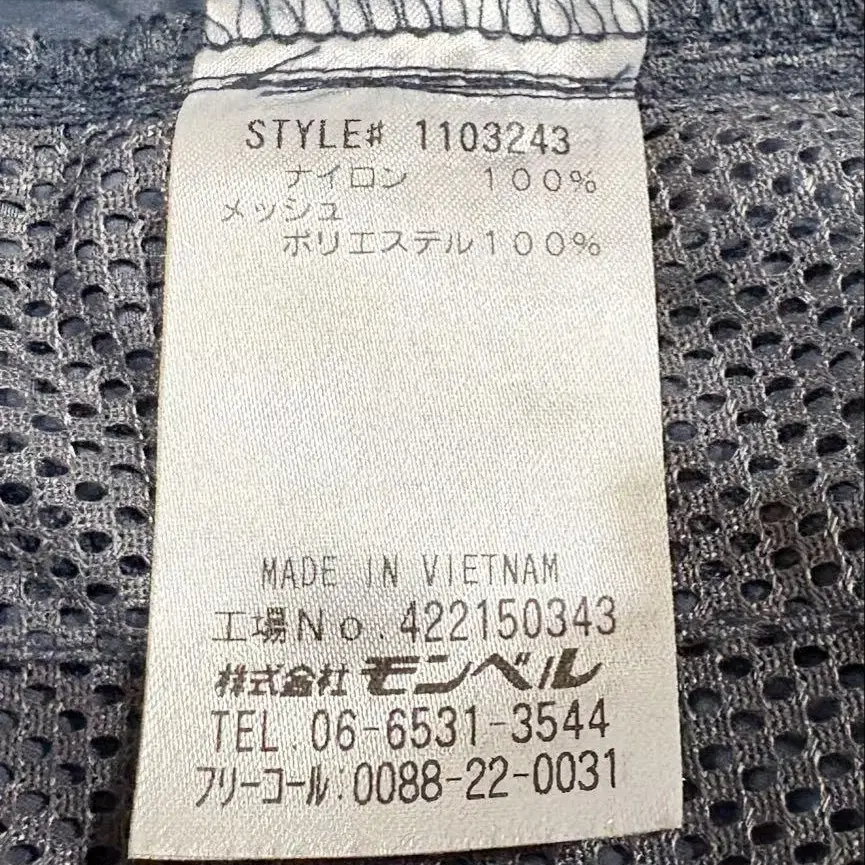 STYLE# 1103243
ナイロン　１００％
メッシュ
ポリエステル１００％
MADE IN VIETNAM
工場Ｎｏ.422150343
株式会社モンベル
TEL.06-6531-3544
フリーコール:0088-22-0031